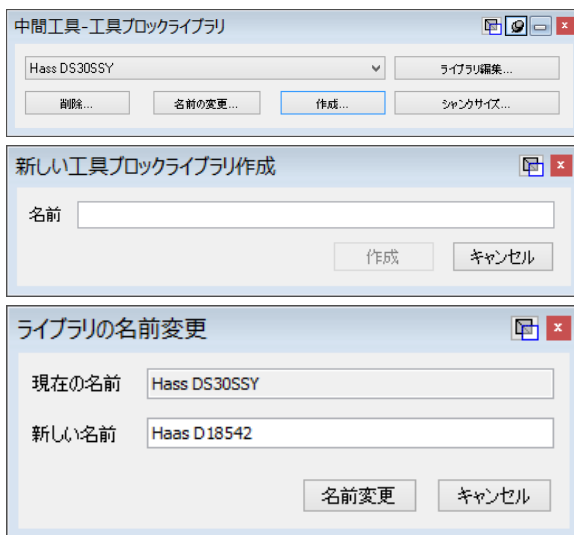 中間工具-工具ブロックライブラリ
Hass DS30SSY
ライブラリ編集...
削除...
名前の変更...
作成...
シャンクサイズ...
新しい工具ブロックライブラリ作成
名前
作成
キャンセル
ライブラリの名前変更
現在の名前
Hass DS30SSY
新しい名前
Haas D18542
名前変更
キャンセル